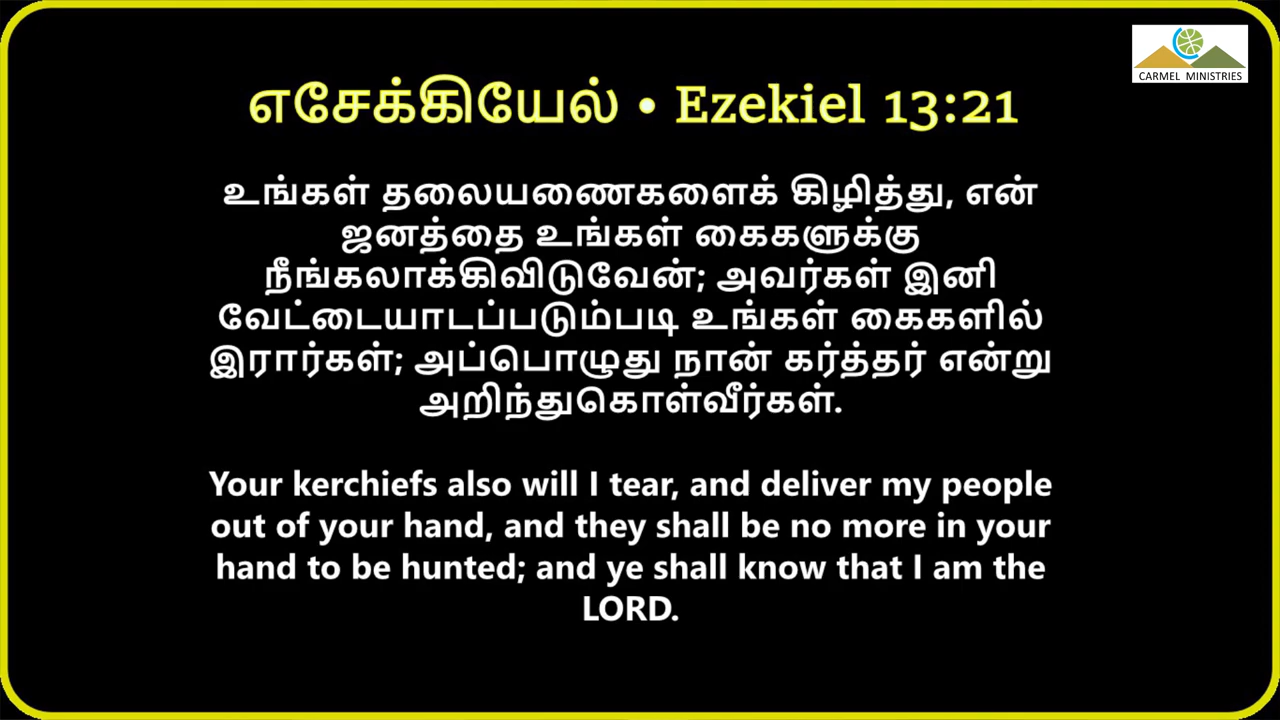 CARMEL MINISTRIES
எசேக்கியேல் • Ezekiel 13:21
உங்கள் தலையணைகளைக் கிழித்து, என்
ஜனத்தை உங்கள் கைகளுக்கு
நீங்கலாக்கிவிடுவேன்; அவர்கள் இனி
வேட்டையாடப்படும்படி உங்கள் கைகளில்
இரார்கள்; அப்பொழுது நான் கர்த்தர் என்று
அறிந்துகொள்வீர்கள்.
Your kerchiefs also will I tear, and deliver my people
out of your hand, and they shall be no more in your
hand to be hunted; and ye shall know that I am the
LORD.